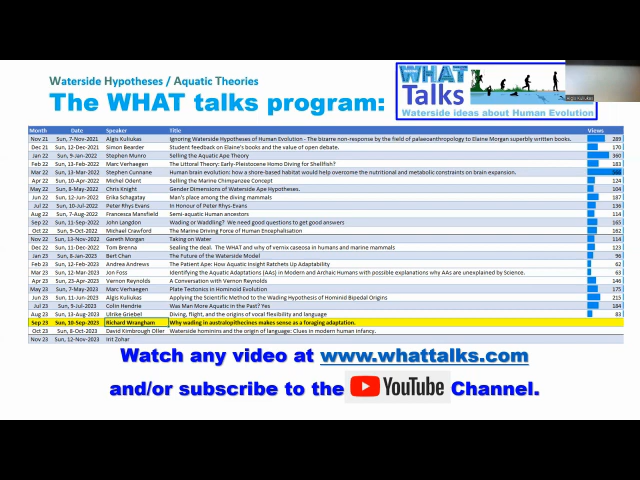 Waterside Hypotheses / Aquatic Theories
The WHAT talks program:
WHAT
Talks
Waterside ideas about Human Evolution
Algis Kuliukas
Month Date Speaker Title Views
Nov 21 Sun, 7-Nov-2021 Algis Kuliukas Ignoring Waterside Hypotheses of Human Evolution - The bizarre non-response by the field of palaeoanthropology to Elaine Morgan superbly written books. 289
Dec 21 Sun, 12-Dec-2021 Simon Bearder Student feedback on Elaine's books and the value of open debate. 170
Jan 22 Sun, 9-Jan-2022 Stephen Munro Selling the Aquatic Ape Theory 360
Feb 22 Sun, 13-Feb-2022 Marc Verhaegen The Littoral Theory: Early-Pleistocene Homo Diving for Shellfish? 183
Mar 22 Sun, 13-Mar-2022 Stephen Cunnane Human brain evolution: how a shore-based habitat would help overcome the nutritional and metabolic constraints on brain expansion.
Apr 22 Sun, 10-Apr-2022 Michel Odent Selling the Marine Chimpanzee Concept 124
May 22 Sun, 8-May-2022 Chris Knight Gender Dimensions of Waterside Ape Hypotheses. 104
Jun 22 Sun, 12-Jun-2022 Erika Schagatay Man's place among the diving mammals 187
Jul 22 Sun, 10-Jul-2022 Phys Evans In Honour of Peter Rhys-Evans 136
Aug 22 Sun, 14-Aug-2022 Francesca Mansfield Semi-aquatic Human ancestors 114
Sep 22 Sun, 11-Sep-2022 John Langdon Wading or Waddling? We need good questions to get good answers 165
Oct 22 Sun, 9-Oct-2022 Michael Crawford The Marine Driving Force of Human Encephalisation 162
Nov 22 Sun, 13-Nov-2022 Gareth Morgan Taking on Water 114
Dec 22 Sun, 11-Dec-2022 Tom Brenna Sealing the deal. The WHAT and why of vernix caseosa in humans and marine mammals 123
Jan 23 Sun, 8-Jan-2023 Bert Chan The Future of the Waterside Model 96
Feb 23 Sun, 12-Feb-2023 Andrea Andrews The Patient Ape: How Aquatic Insight Ratchets Up Adaptability 62
Mar 23 Sun, 12-Mar-2023 Jon Foss Identifying the Aquatic Adaptations (AAs) in Modern and Archaic Humans with possible explanations why AAs are unexplained by Science. 63
Apr 23 Sun, 23-Apr-2023 Vernon Reynolds A Conversation with Vernon Reynolds 146
May 23 Sun, 7-May-2023 Marc Verhaegen Plate Tectonics in Hominoid Evolution 175
Jun 23 Sun, 11-Jun-2023 Algis Kuliukas Applying the Scientific Method to the Wading Hypothesis of Hominid Bipedal Origins 215
Jul 23 Sun, 9-Jul-2023 Colin Hendrie Was Man More Aquatic in the Past? Yes 184
Aug 23 Sun, 13-Aug-2023 Ulrike Griebel Diving, flight, and the origins of vocal flexibility and language 83
Sep 23 Sun, 10-Sep-2023 Richard Wrangham Why wading in australopithecines makes sense as a foraging adaptation.
Oct 23 Sun, 8-Oct-2023 David Kimbrough Oller Waterside hominins and the origin of language: Clues in modern human infancy.
Nov 23 Sun, 12-Nov-2023 Irit Zohar
Watch any video at www.whattalks.com
and/or subscribe to the YouTube Channel.